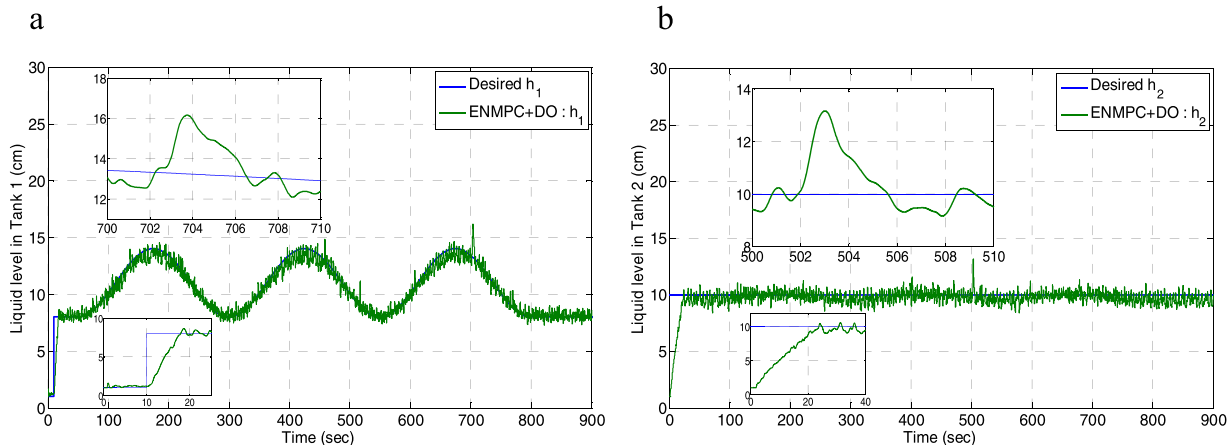 a
Liquid level in Tank 1 (cm)
30
25
20
15
10
5
0
0 100 200 300 400 500 600 700 800 900
Time (sec)
Desired h1
ENMPC+DO : h1
18
16
14
12
700 702 704 706 708 710
10
5
0
0 10 20
b
Liquid level in Tank 2 (cm)
30
25
20
15
10
5
0
0 100 200 300 400 500 600 700 800 900
Time (sec)
Desired h2
ENMPC+DO : h2
14
12
10
8
500 502 504 506 508 510
10
5
0
0 20 40